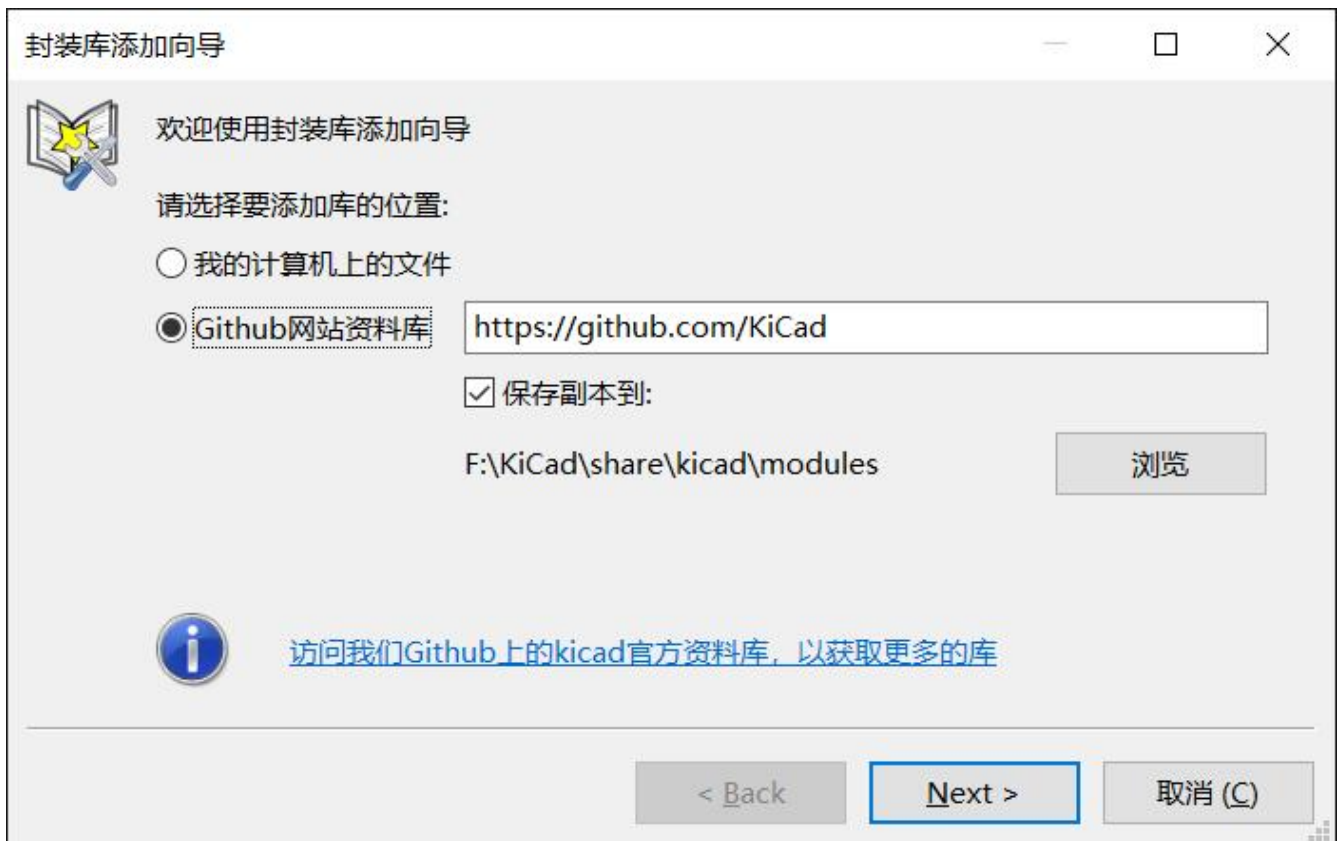 封装库添加向导
欢迎使用封装库添加向导
请选择要添加库的位置:
我的计算机上的文件
Github网站资料库 https://github.com/KiCad
保存副本到:
F:\KiCad\share\kicad\modules 浏览
访问我们Github上的kicad官方资料库，以获取更多的库
< Back Next > 取消 (C)